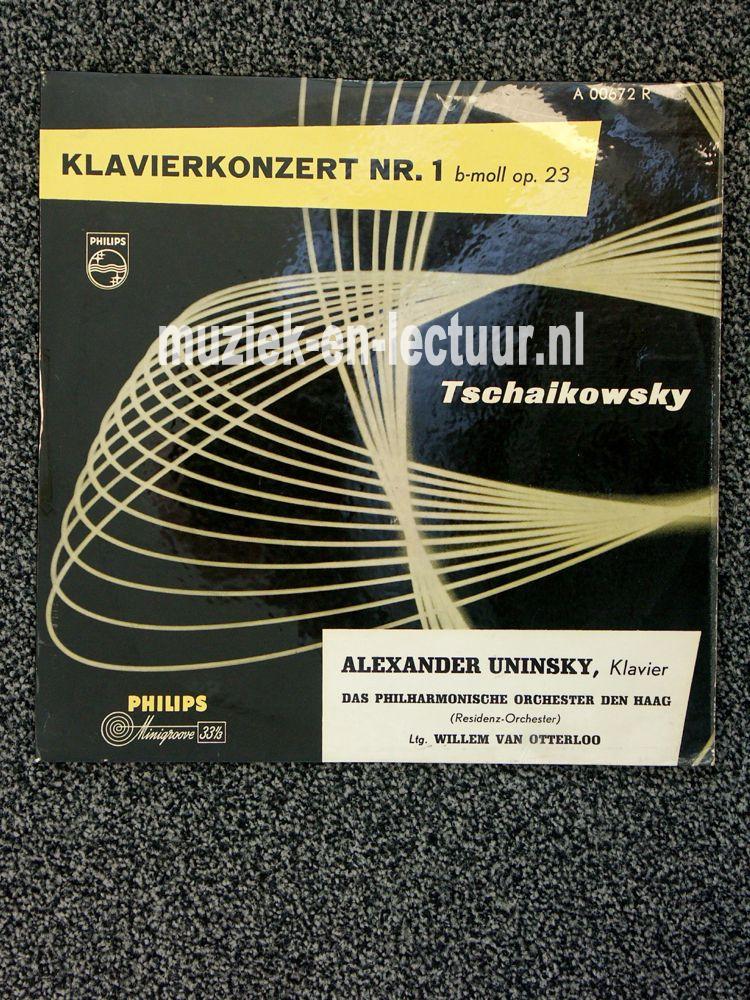 A 00672 R
KLAVIERKONZERT NR. 1 b-moll op. 23
PHILIPS
muziek-en-lectuur.nl
Tschaikowsky
ALEXANDER UNINSKY, Klavier
DAS PHILHARMONISCHE ORCHESTER DEN HAAG
(Residenz-Orchester)
Ltg. WILLEM VAN OTTERLOO
PHILIPS
Minigroove 33⅓